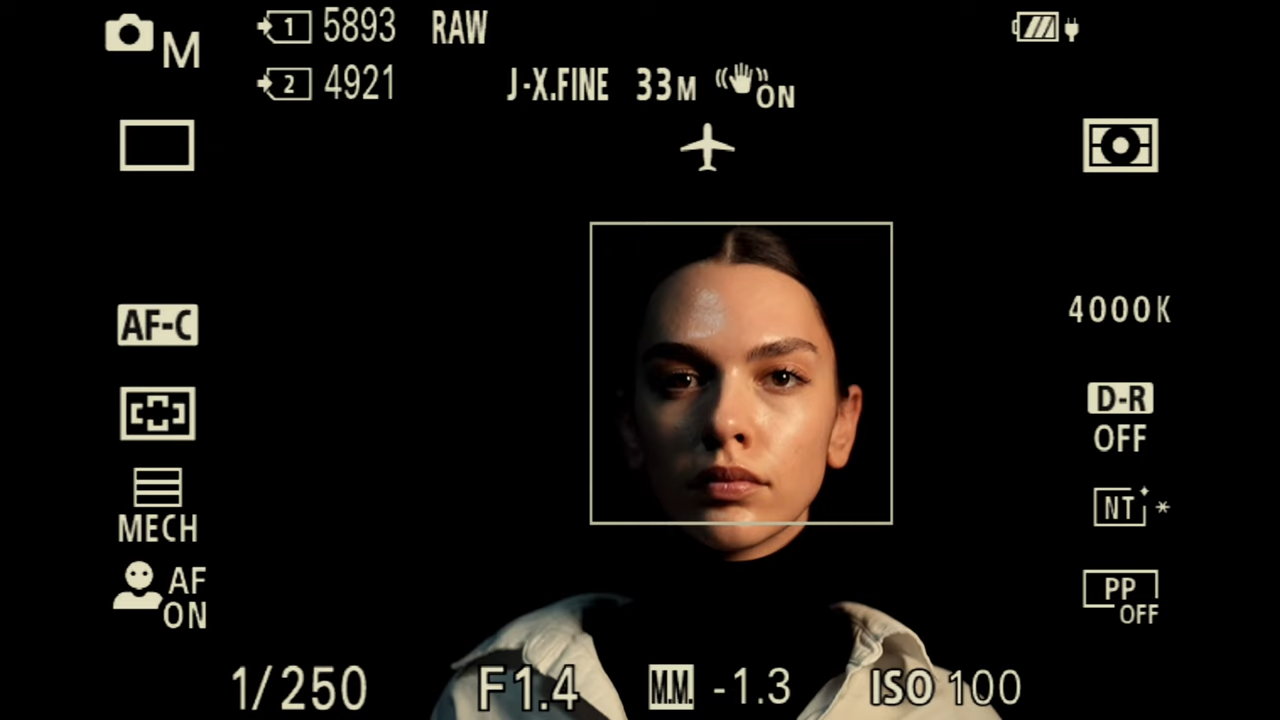 M
1 5893 RAW
2 4921 J-X.FINE 33M ON
AF-C
4000K
D-R
OFF
MECH
NT *
AF
ON
PP
OFF
1/250 F1.4 M.M. -1.3 ISO 100